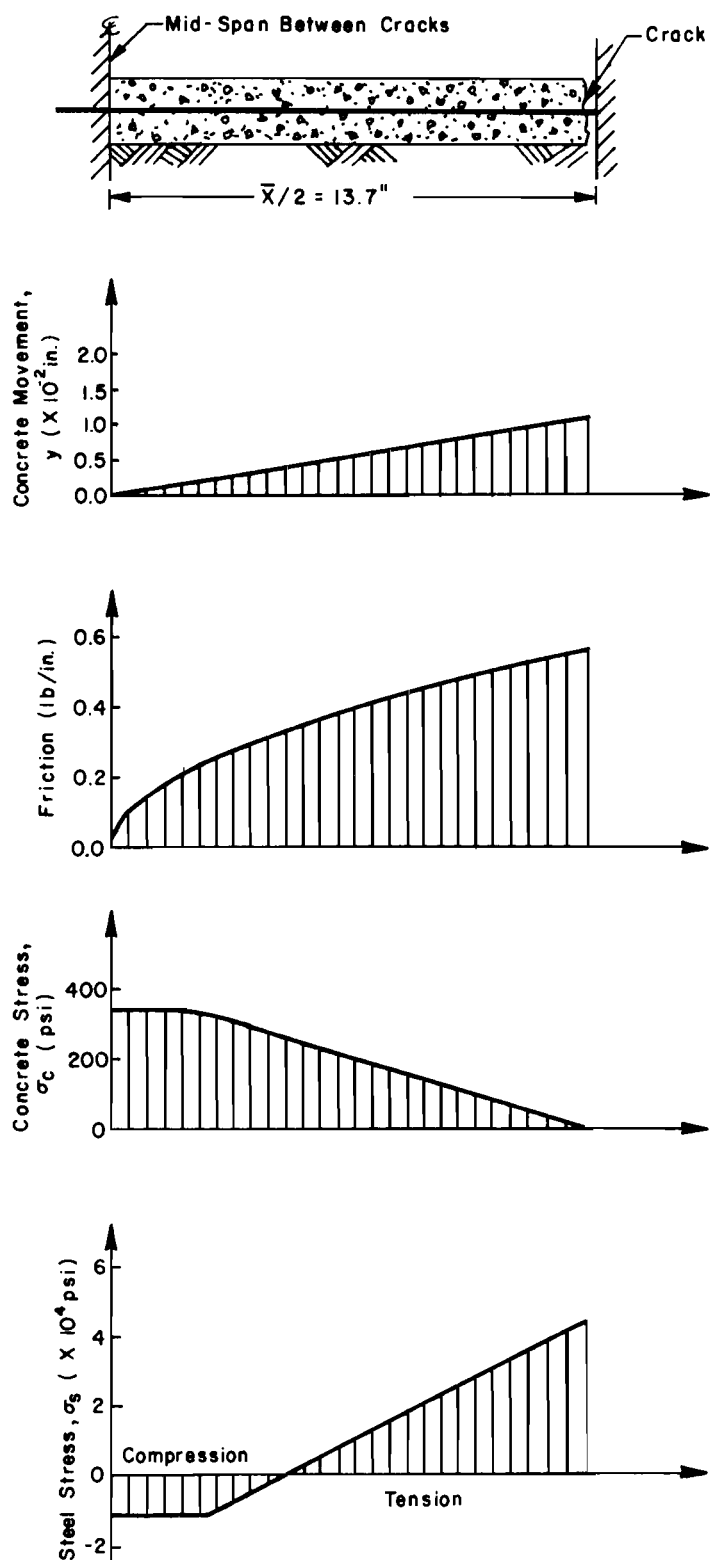 ℄
Mid-Span Between Cracks
Crack
X̄/2 = 13.7"
Concrete Movement,
y ( X 10⁻² in.)
2.0
1.5
1.0
0.5
0.0
Friction (lb/in.)
0.6
0.4
0.2
0.0
Concrete Stress,
σc (psi)
400
200
0
Steel Stress, σs ( X 10⁴ psi)
6
4
2
0
-2
Compression
Tension